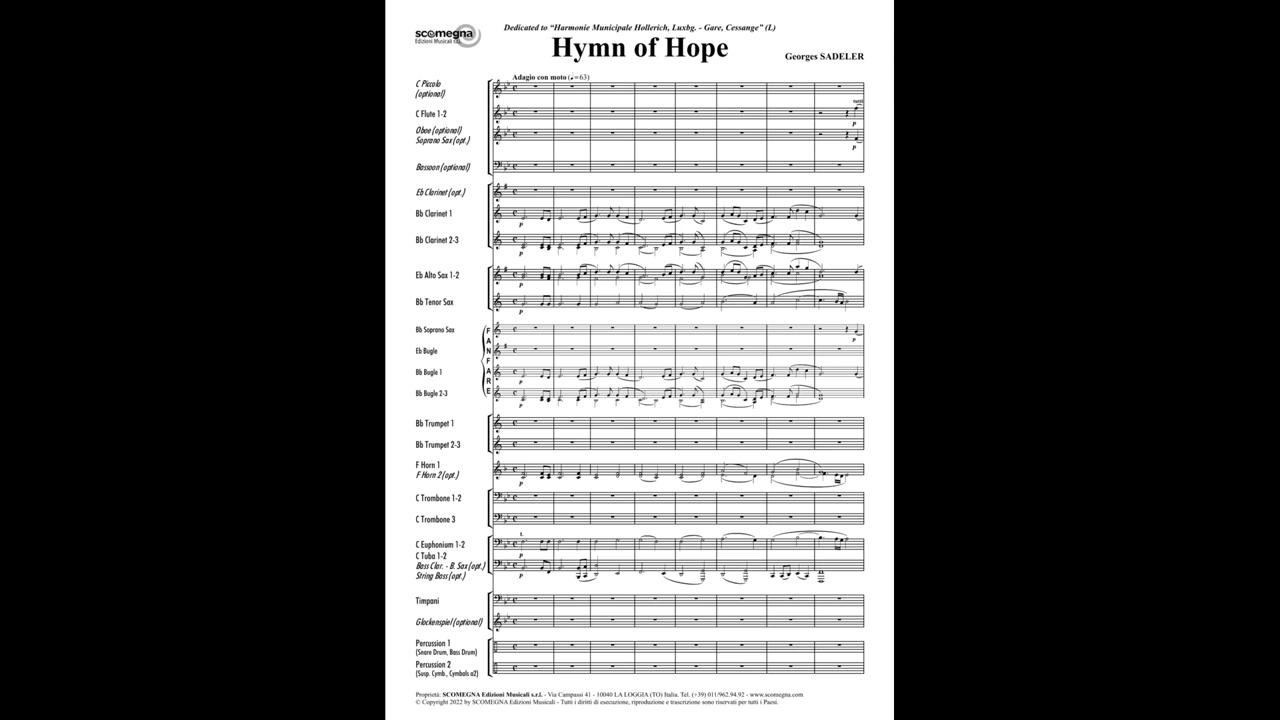 scomegna
Edizioni Musicali s.r.l.
Dedicated to “Harmonie Municipale Hollerich, Luxbg. - Gare, Cessange” (L)
Hymn of Hope
Georges SADELER
Adagio con moto (♩=63)
C Piccolo
(optional)
C Flute 1-2
p
Oboe (optional)
Soprano Sax (opt.)
p
Bassoon (optional)
Eb Clarinet (opt.)
Bb Clarinet 1
p
Bb Clarinet 2-3
p
Eb Alto Sax 1-2
p
Bb Tenor Sax
p
FANFARE
Bb Soprano Sax
p
Eb Bugle
Bb Bugle 1
p
Bb Bugle 2-3
p
Bb Trumpet 1
Bb Trumpet 2-3
F Horn 1
F Horn 2 (opt.)
p
C Trombone 1-2
C Trombone 3
1.
C Euphonium 1-2
p
C Tuba 1-2
Bass Clar. - B. Sax (opt.)
String Bass (opt.)
p
Timpani
Glockenspiel (optional)
Percussion 1
(Snare Drum, Bass Drum)
Percussion 2
(Susp. Cymb., Cymbals a2)
Proprietà: SCOMEGNA Edizioni Musicali s.r.l. - Via Campassi 41 - 10040 LA LOGGIA (TO) Italia. Tel. (+39) 011/962.94.92 - www.scomegna.com
© Copyright 2022 by SCOMEGNA Edizioni Musicali - Tutti i diritti di esecuzione, riproduzione e trascrizione sono riservati per tutti i Paesi.